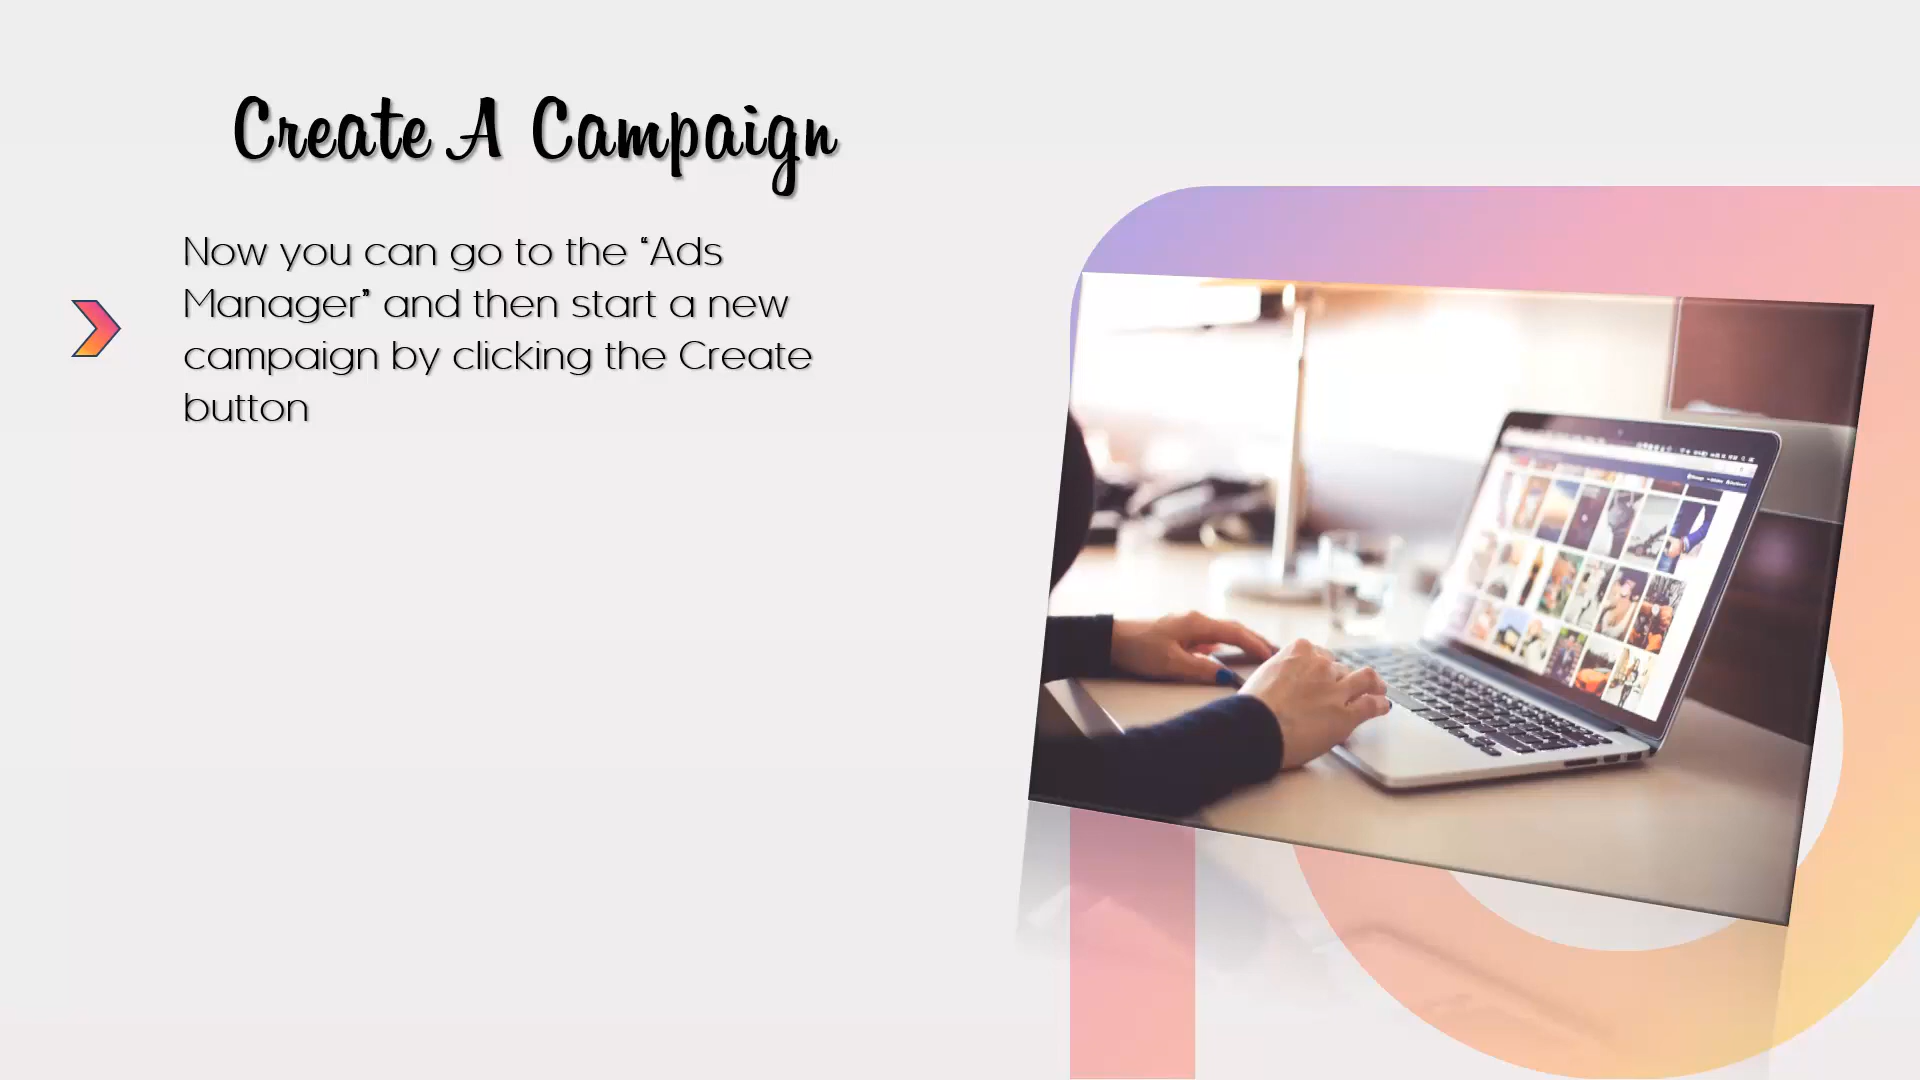 Create A Campaign
Now you can go to the “Ads
Manager” and then start a new
campaign by clicking the Create
button